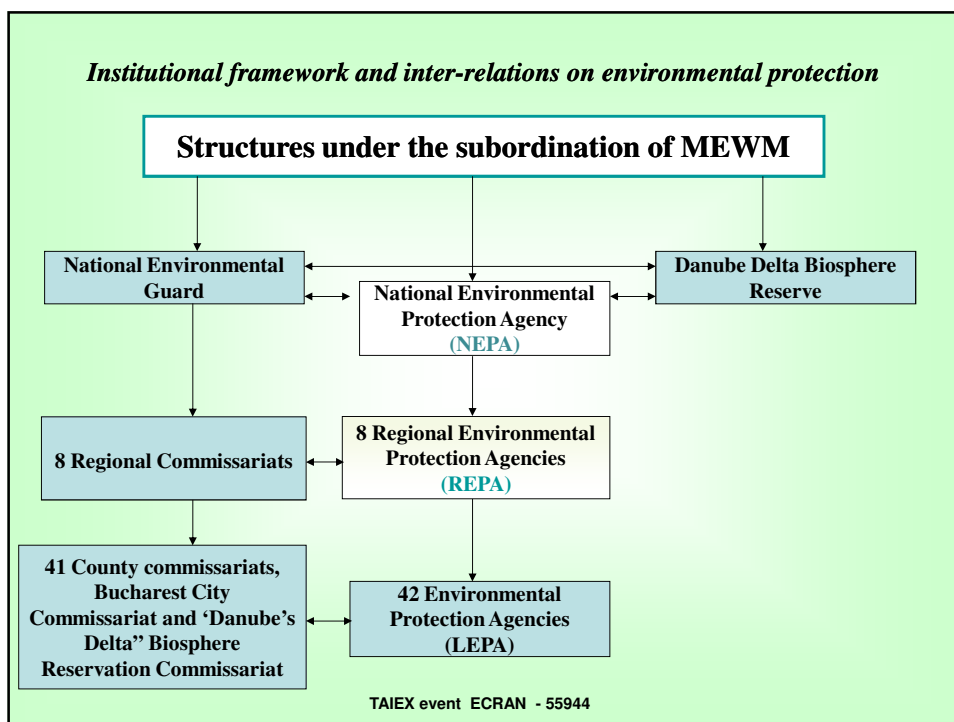 Institutional framework and inter-relations on environmental protection
Structures under the subordination of MEWM
National Environmental
Guard
Danube Delta Biosphere
Reserve
National Environmental
Protection Agency
(NEPA)
8 Regional Commissariats
8 Regional Environmental
Protection Agencies
(REPA)
41 County commissariats,
Bucharest City
Commissariat and ‘Danube’s
Delta” Biosphere
Reservation Commissariat
42 Environmental
Protection Agencies
(LEPA)
TAIEX event ECRAN - 55944